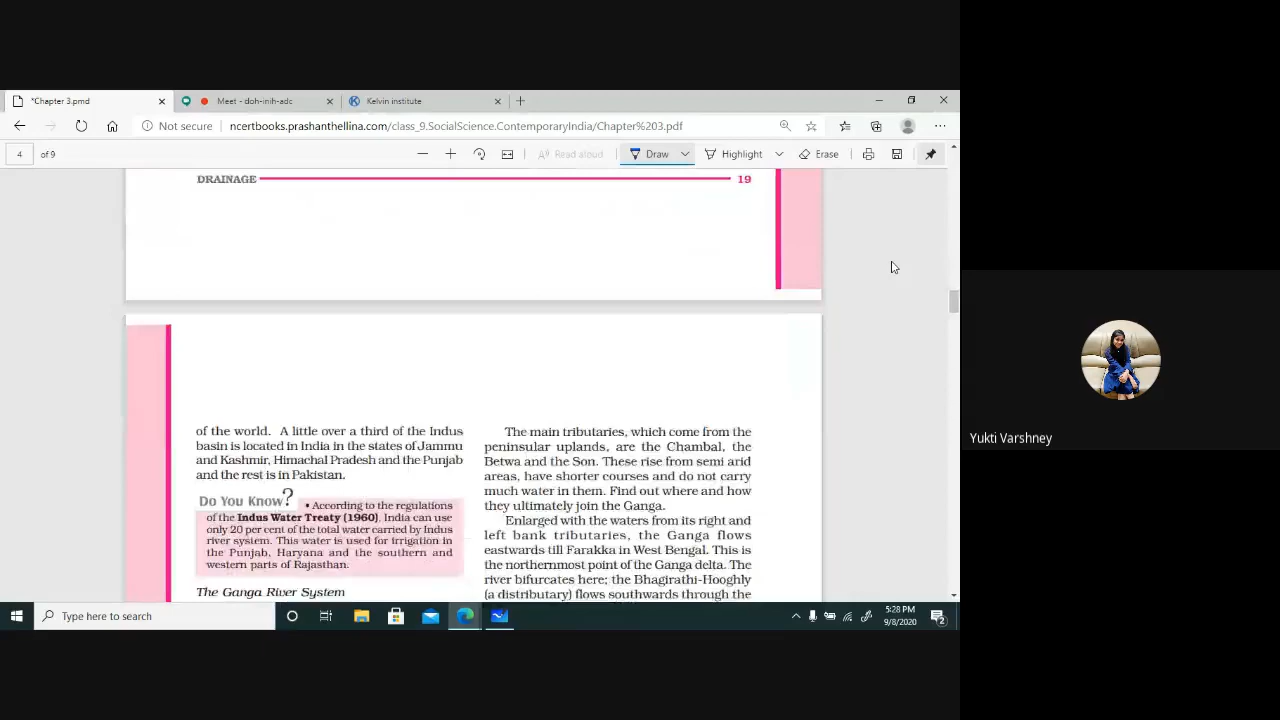 *Chapter 3.pmd
Meet - doh-inih-adc
Kelvin institute
Not secure
ncertbooks.prashanthellina.com/class_9.SocialScience.ContemporaryIndia/Chapter%203.pdf
4 of 9
Read aloud
Draw
Highlight
Erase
DRAINAGE 19
of the world. A little over a third of the Indus
basin is located in India in the states of Jammu
and Kashmir, Himachal Pradesh and the Punjab
and the rest is in Pakistan.
Do You Know?
• According to the regulations
of the Indus Water Treaty (1960), India can use
only 20 per cent of the total water carried by Indus
river system. This water is used for irrigation in
the Punjab, Haryana and the southern and
western parts of Rajasthan.
The Ganga River System
The main tributaries, which come from the
peninsular uplands, are the Chambal, the
Betwa and the Son. These rise from semi arid
areas, have shorter courses and do not carry
much water in them. Find out where and how
they ultimately join the Ganga.
Enlarged with the waters from its right and
left bank tributaries, the Ganga flows
eastwards till Farakka in West Bengal. This is
the northernmost point of the Ganga delta. The
river bifurcates here; the Bhagirathi-Hooghly
(a distributary) flows southwards through the
Yukti Varshney
Type here to search
5:28 PM
9/8/2020
2